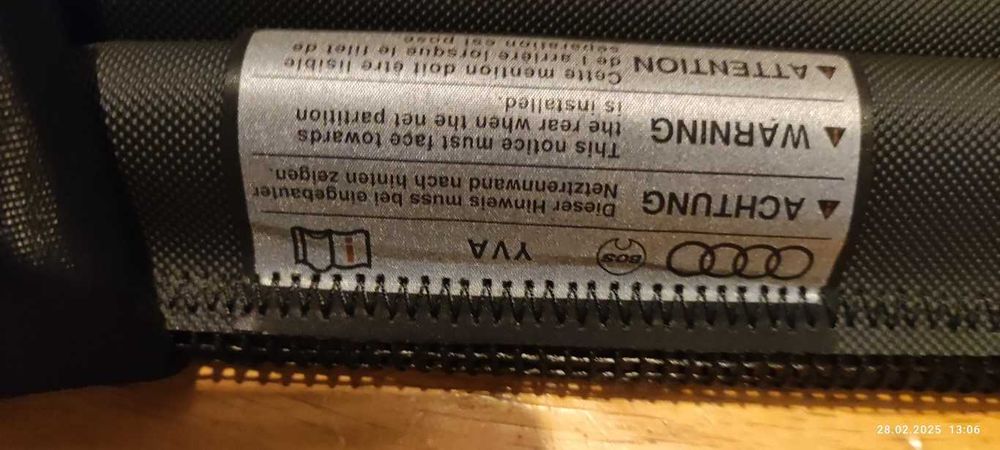 BOS YVA i
ACHTUNG Dieser Hinweis muss bei eingebauter
Netztrennwand nach hinten zeigen.
WARNING This notice must face towards
the rear when the net partition
is installed.
ATTENTION Cette mention doit être lisible
de l'arrière lorsque le filet de
séparation est posé
28.02.2025 13:06